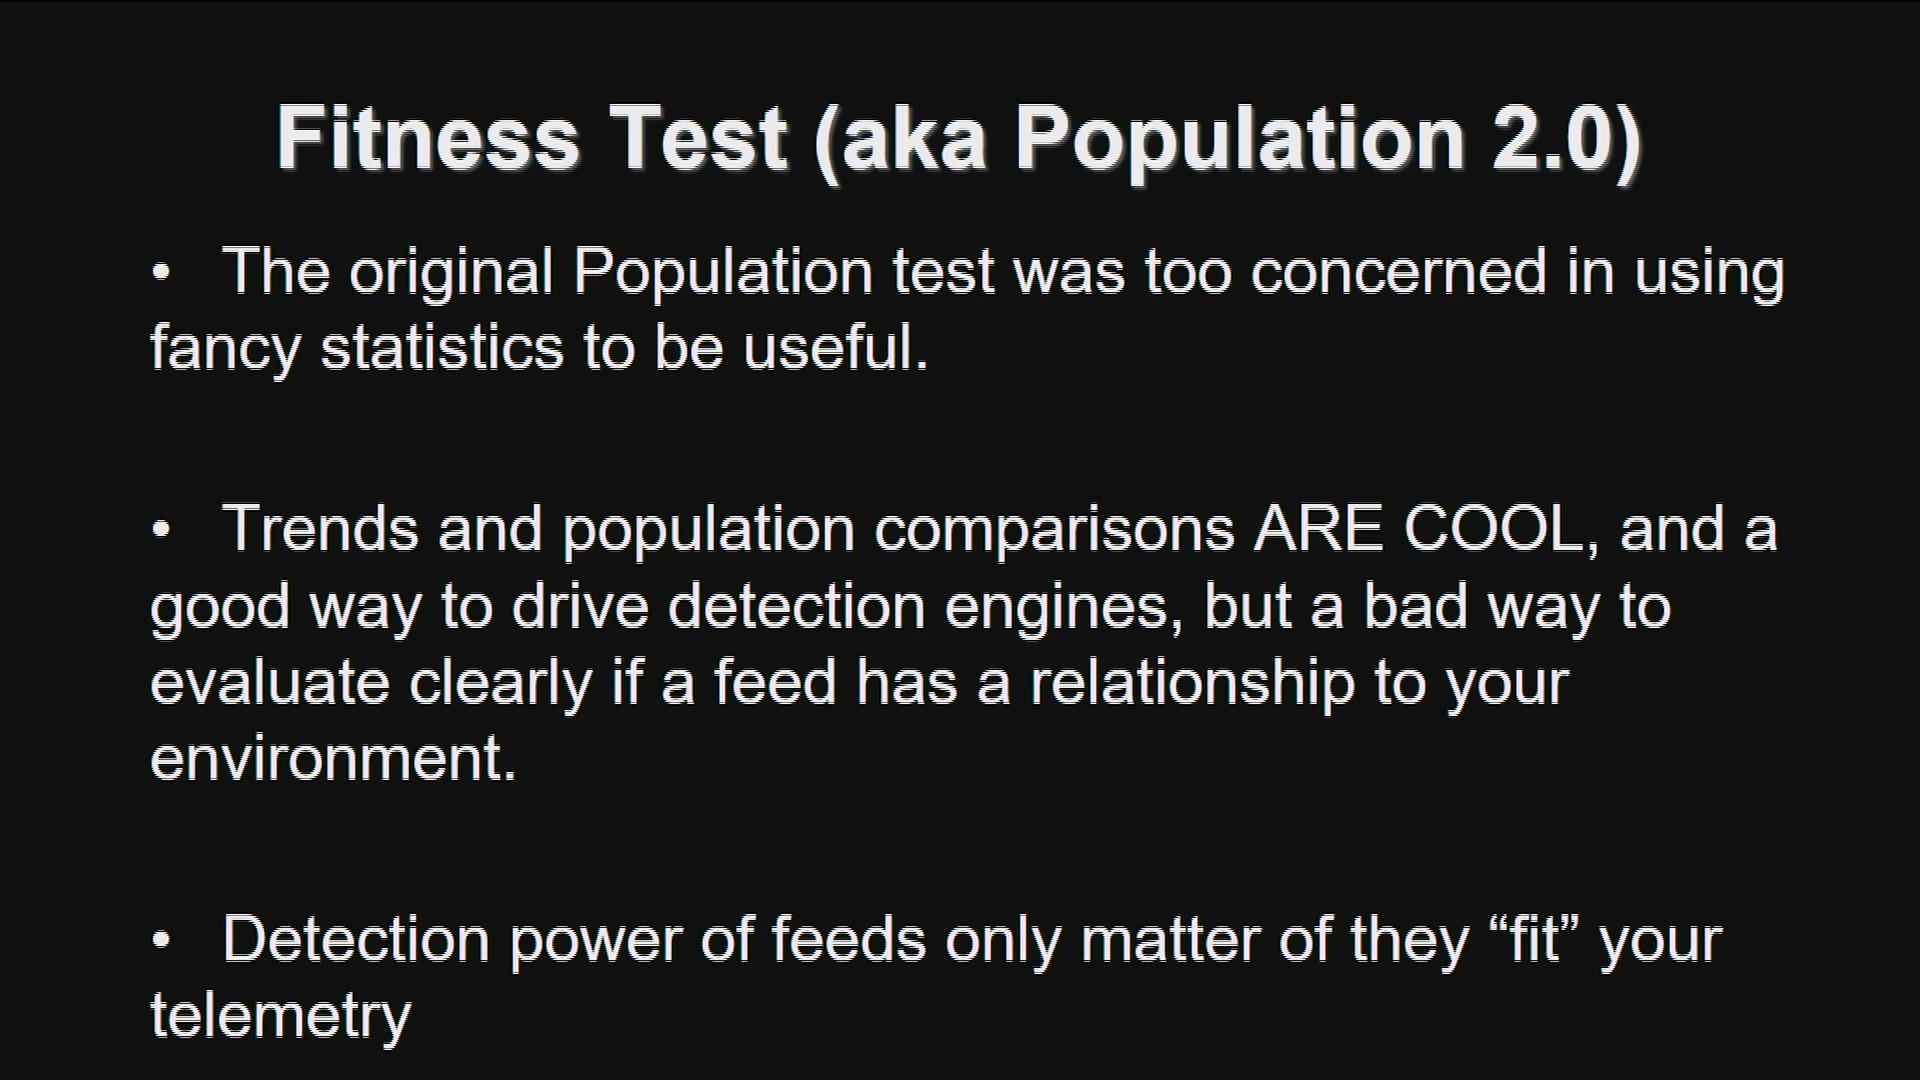 Fitness Test (aka Population 2.0)
• The original Population test was too concerned in using
fancy statistics to be useful.
• Trends and population comparisons ARE COOL, and a
good way to drive detection engines, but a bad way to
evaluate clearly if a feed has a relationship to your
environment.
• Detection power of feeds only matter of they “fit” your
telemetry